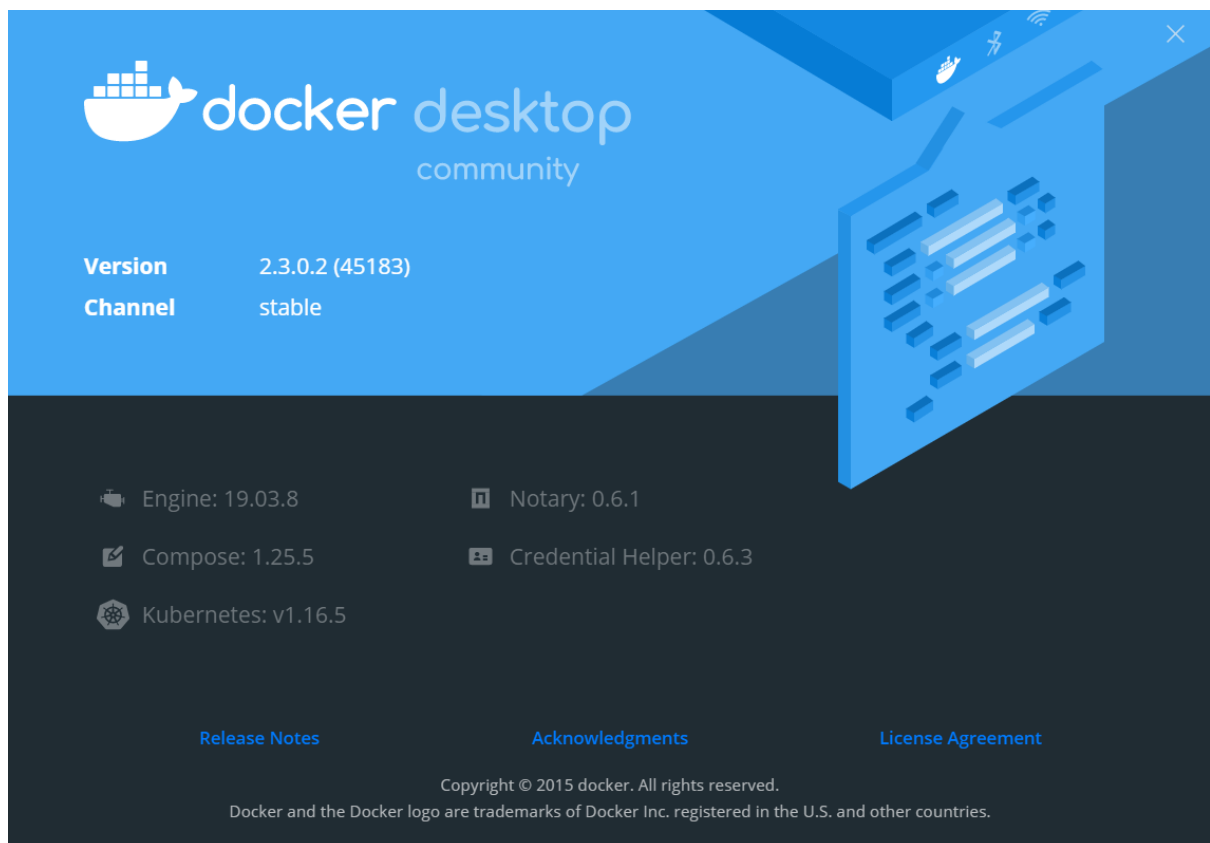 docker desktop
community
Version 2.3.0.2 (45183)
Channel stable
Engine: 19.03.8 Notary: 0.6.1
Compose: 1.25.5 Credential Helper: 0.6.3
Kubernetes: v1.16.5
Release Notes Acknowledgments License Agreement
Copyright © 2015 docker. All rights reserved.
Docker and the Docker logo are trademarks of Docker Inc. registered in the U.S. and other countries.